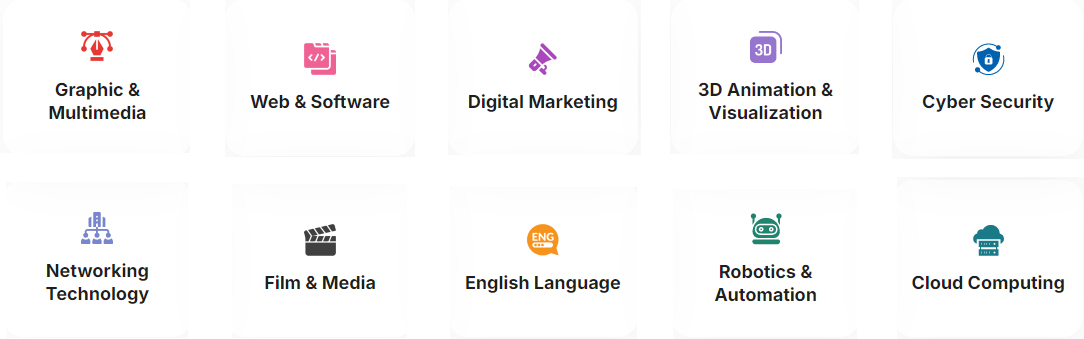 3D
Graphic &
Multimedia
Web & Software
Digital Marketing
3D Animation &
Visualization
Cyber Security
ENG
Networking
Technology
Film & Media
English Language
Robotics &
Automation
Cloud Computing